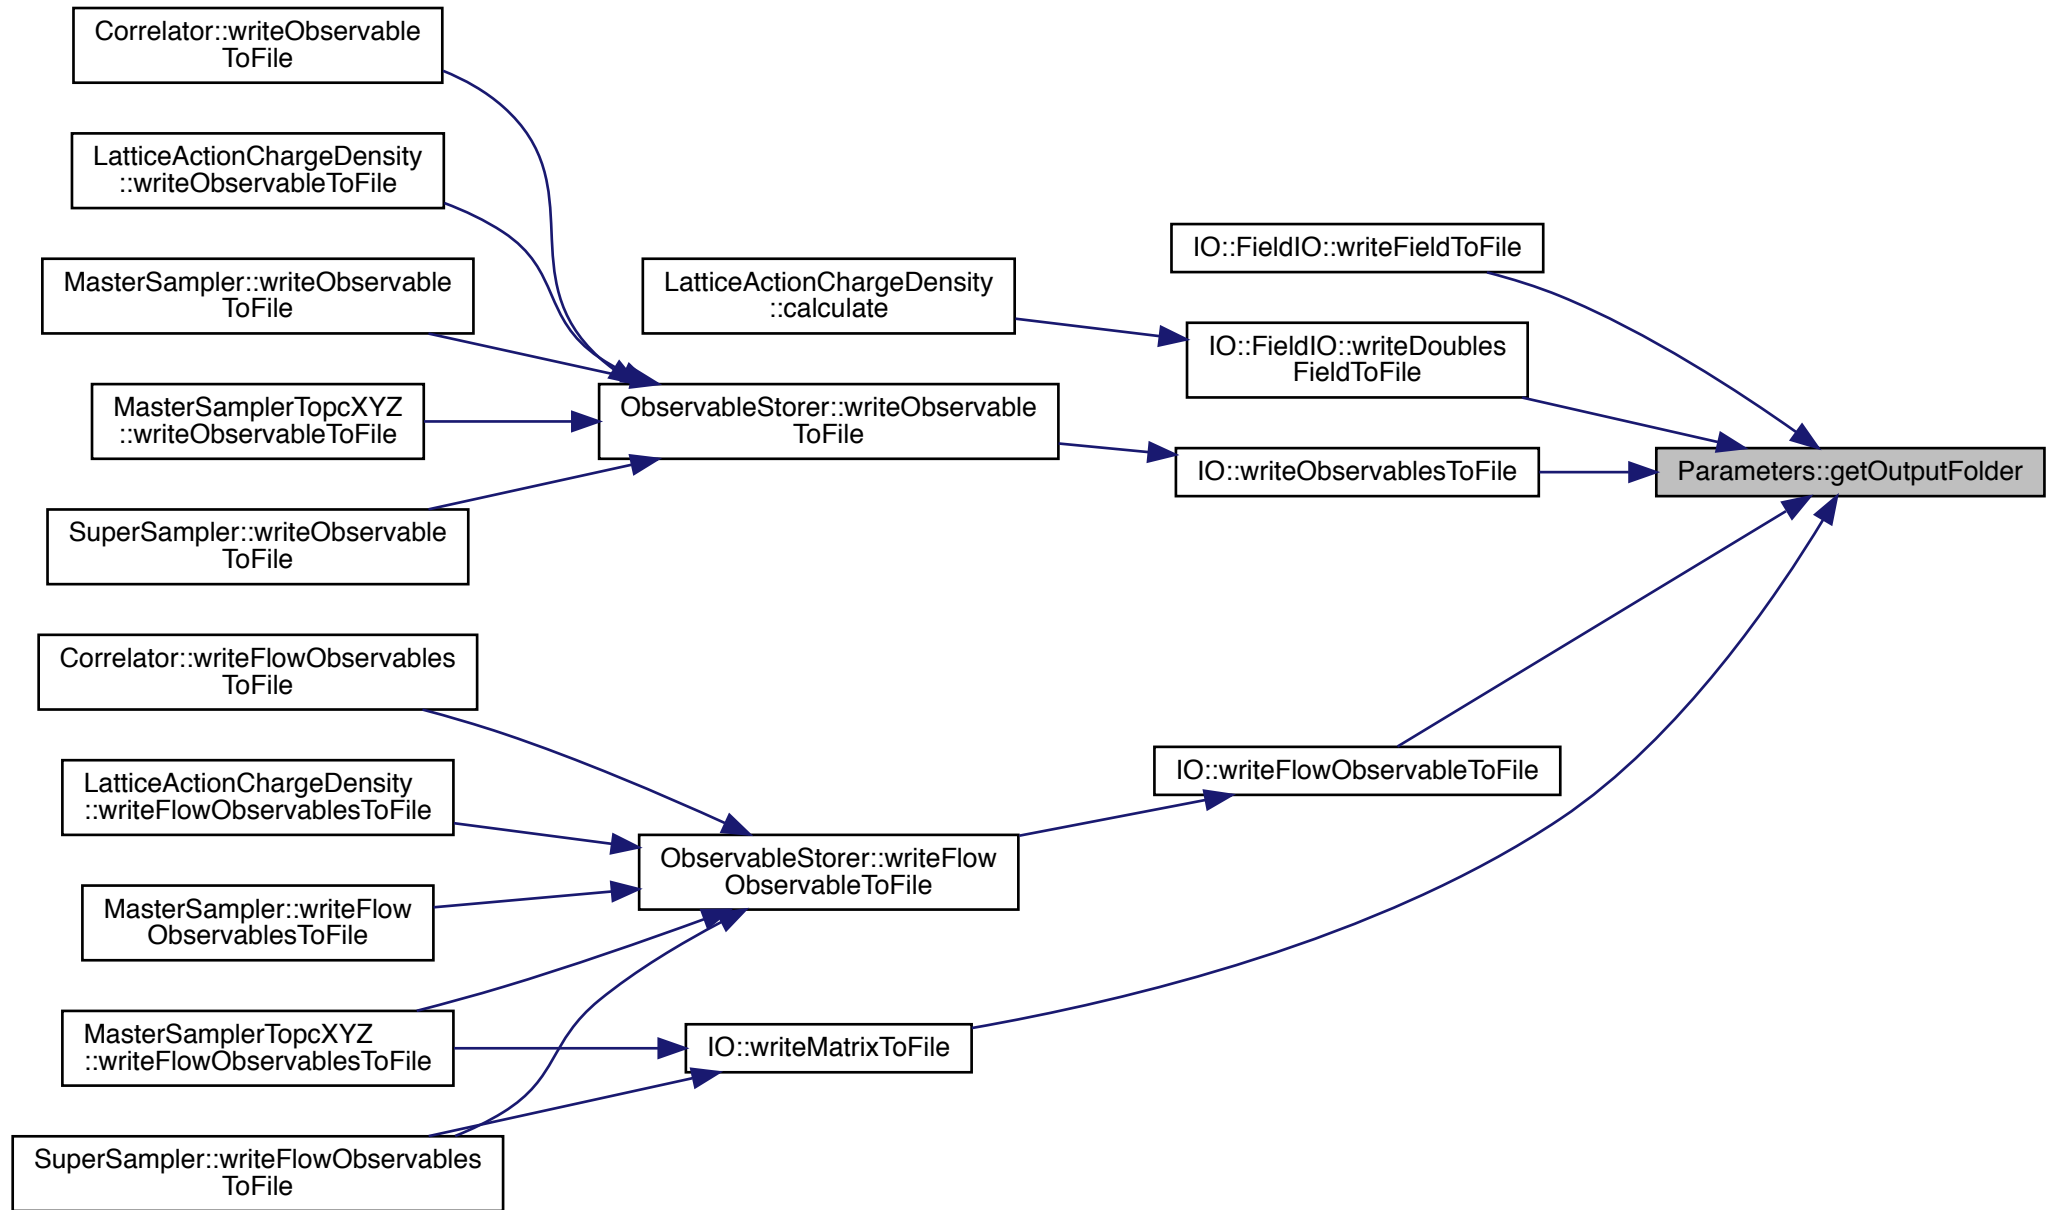 Correlator::writeObservable
ToFile
LatticeActionChargeDensity
::writeObservableToFile
MasterSampler::writeObservable
ToFile
MasterSamplerTopcXYZ
::writeObservableToFile
SuperSampler::writeObservable
ToFile
Correlator::writeFlowObservables
ToFile
LatticeActionChargeDensity
::writeFlowObservablesToFile
MasterSampler::writeFlow
ObservablesToFile
MasterSamplerTopcXYZ
::writeFlowObservablesToFile
SuperSampler::writeFlowObservables
ToFile
LatticeActionChargeDensity
::calculate
ObservableStorer::writeObservable
ToFile
ObservableStorer::writeFlow
ObservableToFile
IO::writeMatrixToFile
IO::FieldIO::writeFieldToFile
IO::FieldIO::writeDoubles
FieldToFile
IO::writeObservablesToFile
IO::writeFlowObservableToFile
Parameters::getOutputFolder